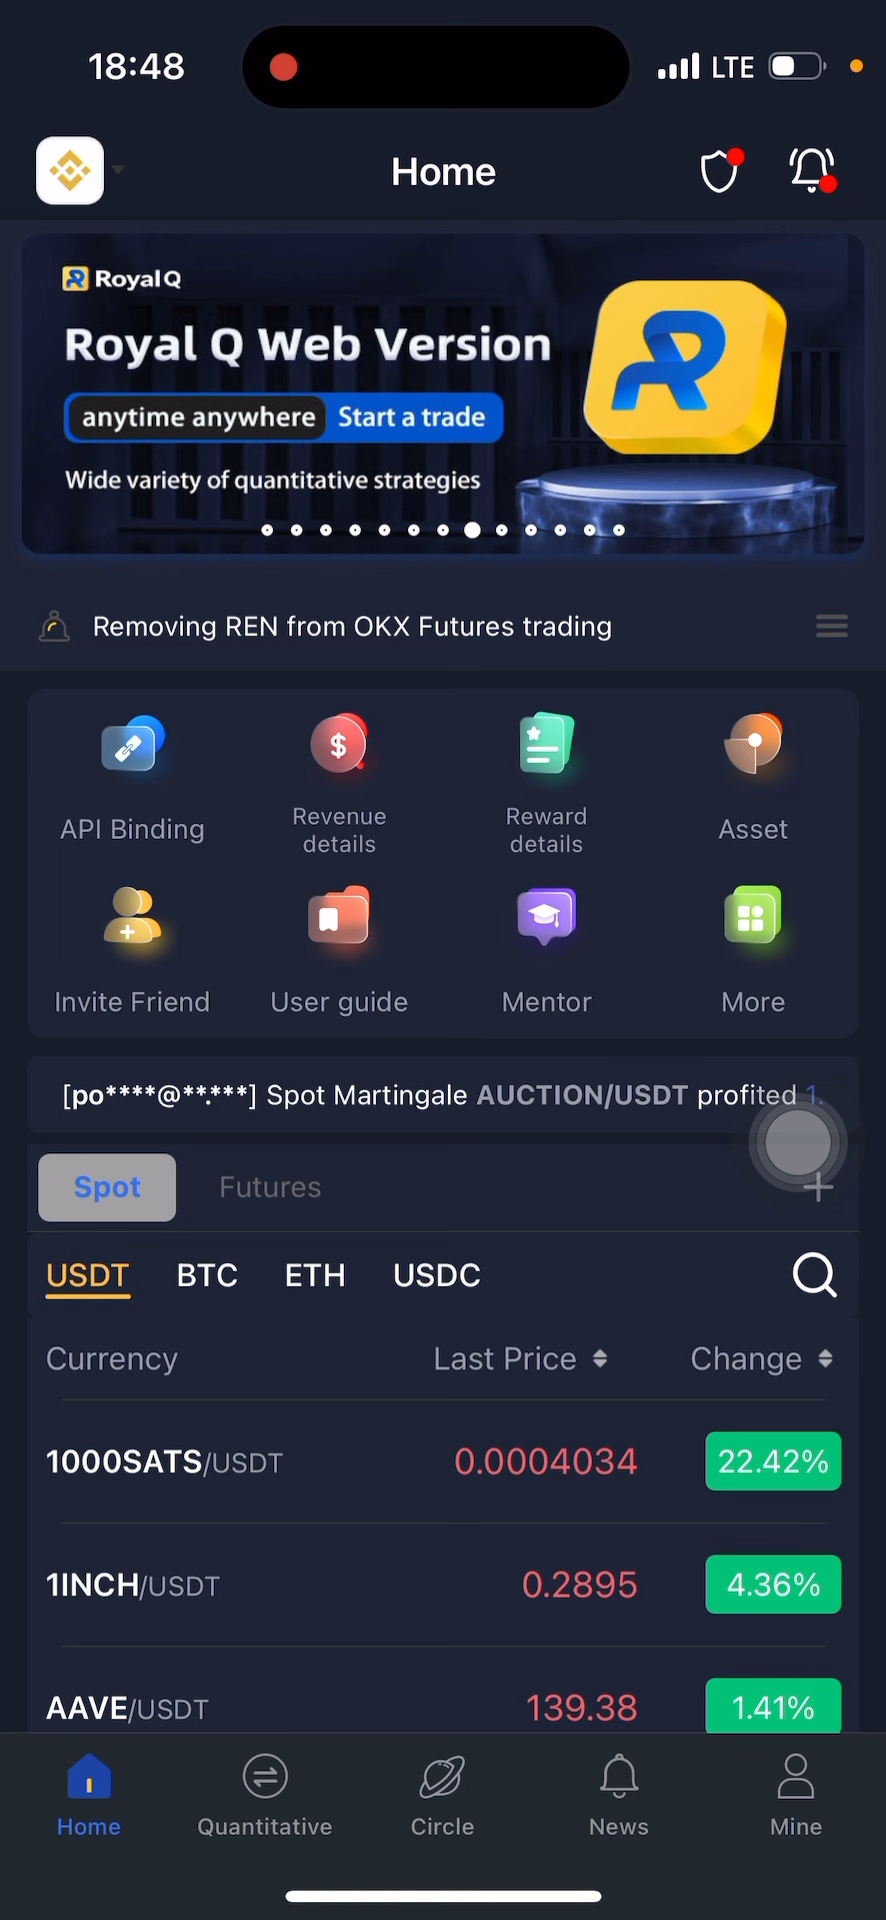 18:48
LTE
Home
Royal Q
Royal Q Web Version
anytime anywhere Start a trade
Wide variety of quantitative strategies
Removing REN from OKX Futures trading
API Binding
Revenue details
Reward details
Asset
Invite Friend
User guide
Mentor
More
[po****@**.***] Spot Martingale AUCTION/USDT profited 1.
Spot Futures
USDT BTC ETH USDC
Currency Last Price Change
1000SATS/USDT 0.0004034 22.42%
1INCH/USDT 0.2895 4.36%
AAVE/USDT 139.38 1.41%
Home Quantitative Circle News Mine